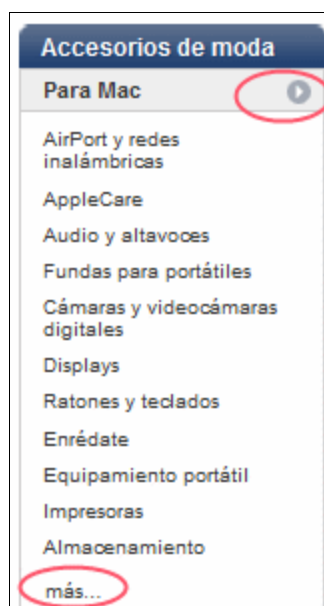 Accesorios de moda
Para Mac
AirPort y redes
inalámbricas
AppleCare
Audio y altavoces
Fundas para portátiles
Cámaras y videocámaras
digitales
Displays
Ratones y teclados
Enrédate
Equipamiento portátil
Impresoras
Almacenamiento
más...